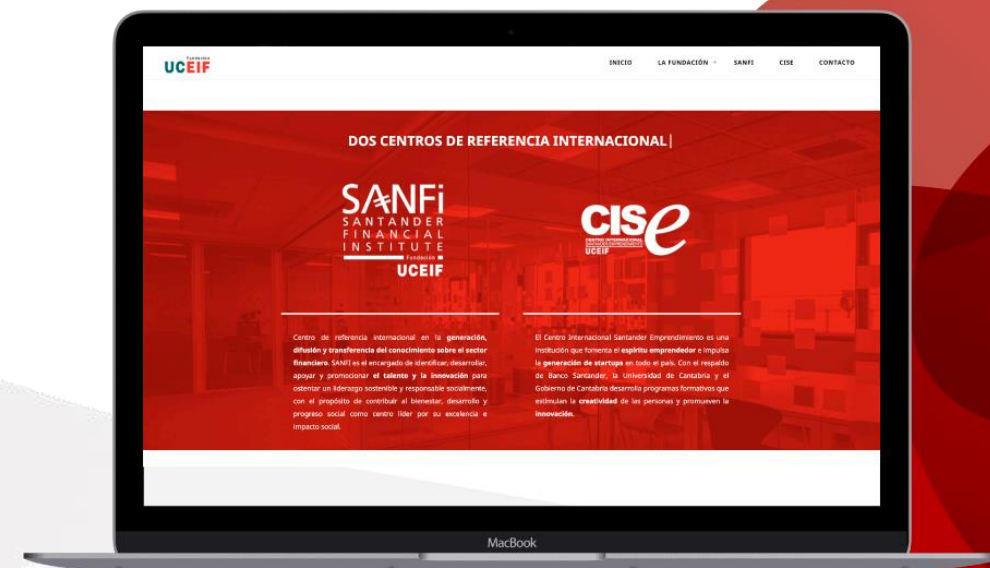 Fundación
UCEIF
INICIO LA FUNDACIÓN SANFI CISE CONTACTO
DOS CENTROS DE REFERENCIA INTERNACIONAL|
SANFi
SANTANDER
FINANCIAL
INSTITUTE
Fundación
UCEIF
CISe
CENTRO INTERNACIONAL
SANTANDER EMPRENDIMIENTO
UCEIF
Centro de referencia internacional en la generación,
difusión y transferencia del conocimiento sobre el sector
financiero. SANFI es el encargado de identificar, desarrollar,
apoyar y promocionar el talento y la innovación para
ostentar un liderazgo sostenible y responsable socialmente,
con el propósito de contribuir al bienestar, desarrollo y
progreso social como centro líder por su excelencia e
impacto social.
El Centro Internacional Santander Emprendimiento es una
institución que fomenta el espíritu emprendedor e impulsa
la generación de startups en todo el país. Con el respaldo
de Banco Santander, la Universidad de Cantabria y el
Gobierno de Cantabria desarrolla programas formativos que
estimulan la creatividad de las personas y promueven la
innovación.
MacBook